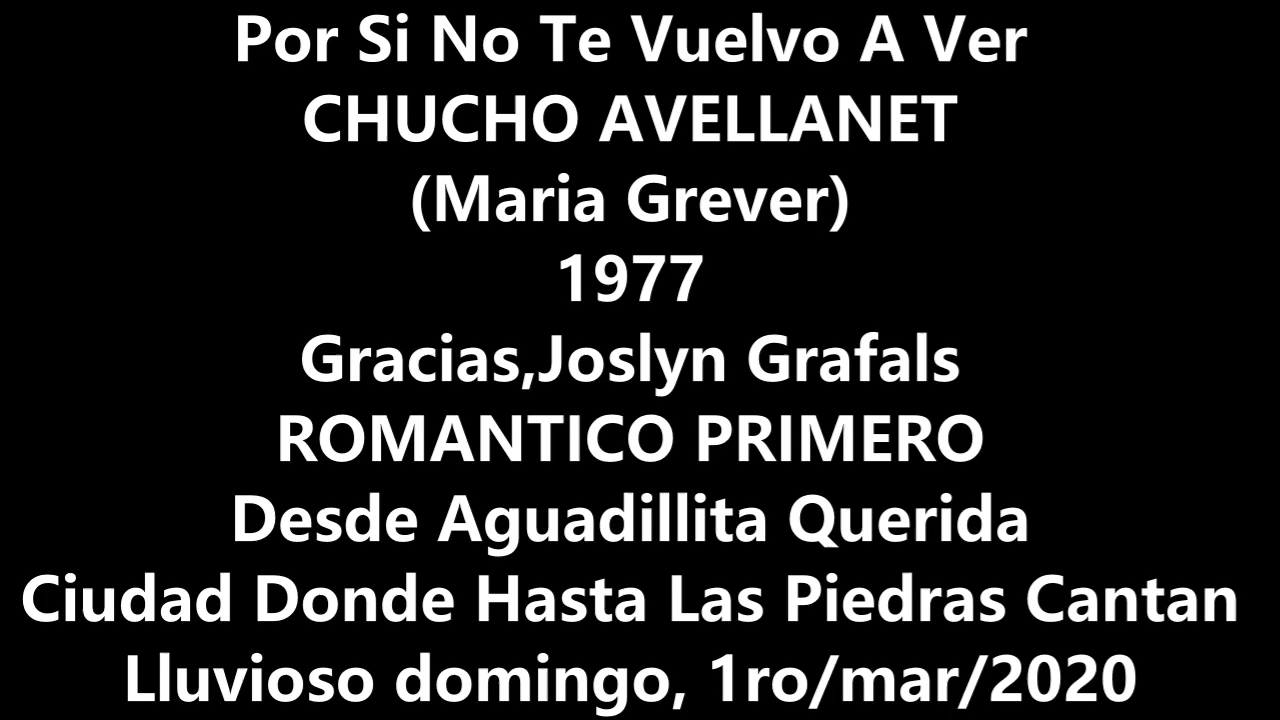 Por Si No Te Vuelvo A Ver
CHUCHO AVELLANET
(Maria Grever)
1977
Gracias,Joslyn Grafals
ROMANTICO PRIMERO
Desde Aguadillita Querida
Ciudad Donde Hasta Las Piedras Cantan
Lluvioso domingo, 1ro/mar/2020